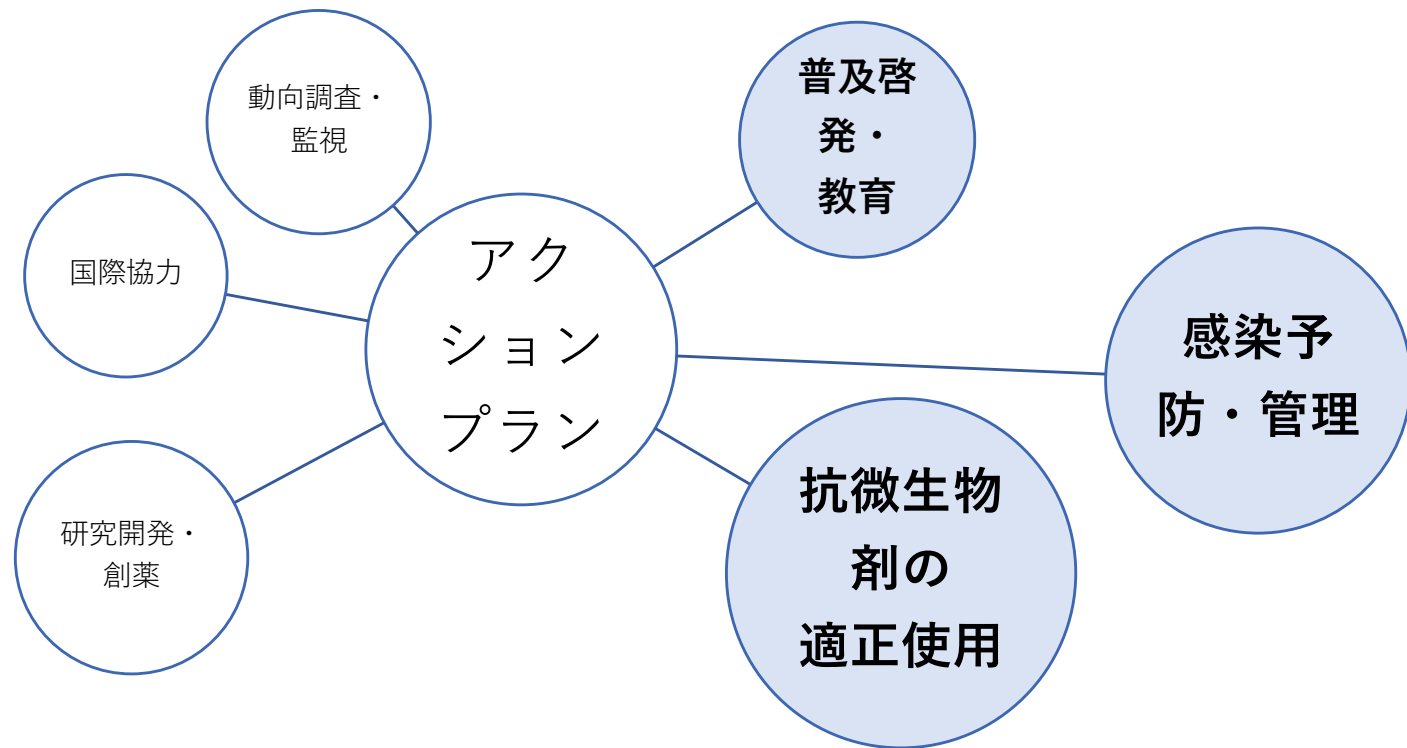 動向調査・
監視
国際協力
研究開発・
創薬
アク
ション
プラン
普及啓
発・
教育
感染予
防・管理
抗微生物
剤の
適正使用